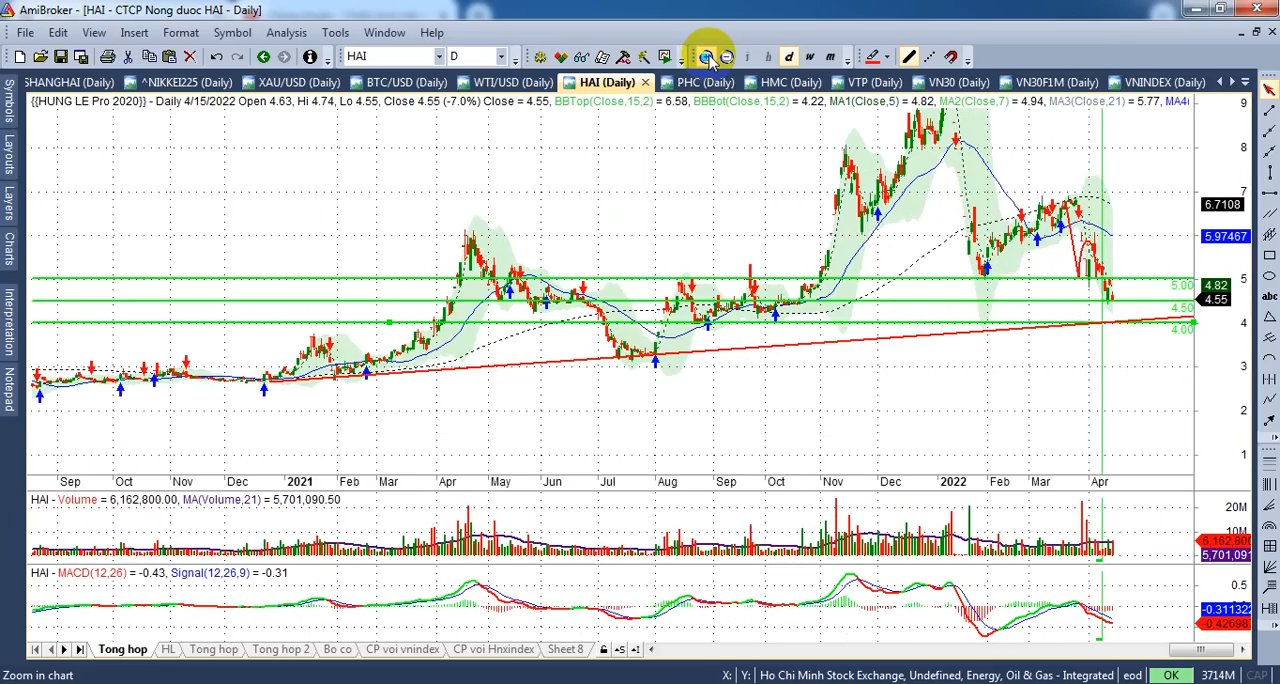 AmiBroker - [HAI - CTCP Nong duoc HAI - Daily]
File Edit View Insert Format Symbol Analysis Tools Window Help
HAI D i h d w m
SHANGHAI (Daily) ^NIKKEI225 (Daily) XAU/USD (Daily) BTC/USD (Daily) WTI/USD (Daily) HAI (Daily) PHC (Daily) HMC (Daily) VTP (Daily) VN30 (Daily) VN30F1M (Daily) VNINDEX (Daily)
{{HUNG LE Pro 2020}} - Daily 4/15/2022 Open 4.63, Hi 4.74, Lo 4.55, Close 4.55 (-7.0%) Close = 4.55, BBTop(Close,15,2) = 6.58, BBBot(Close,15,2) = 4.22, MA1(Close,5) = 4.82, MA2(Close,7) = 4.94, MA3(Close,21) = 5.77,
Symbols
Layouts
Layers
Charts
Interpretation
Notepad
abc
9
8
7
6.7108
5.97467
5
5.00
4.82
4.55
4.50
4
4.00
3
2
1
Sep Oct Nov Dec 2021 Feb Mar Apr May Jun Jul Aug Sep Oct Nov Dec 2022 Feb Mar Apr
HAI - Volume = 6,162,800.00, MA(Volume,21) = 5,701,090.50
20M
10M
6,162,800
5,701,091
HAI - MACD(12,26) = -0.43, Signal(12,26,9) = -0.31
0.5
-0.311322
-0.42698
Tong hop HL Tong hop Tong hop 2 Bo co CP voi vnindex CP voi Hnxindex Sheet 8
Zoom in chart X: Y: Ho Chi Minh Stock Exchange, Undefined, Energy, Oil & Gas - Integrated eod OK 3714M CAP